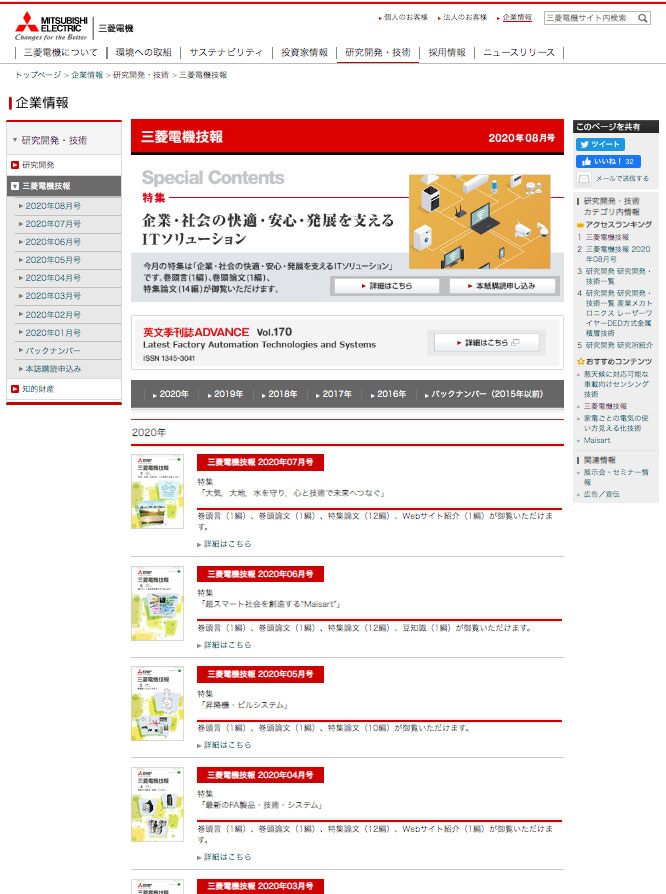 MITSUBISHI
ELECTRIC
Changes for the Better
三菱電機
個人のお客様
法人のお客様
企業情報
三菱電機サイト内検索
三菱電機について
環境への取組
サステナビリティ
投資家情報
研究開発・技術
採用情報
ニュースリリース
トップページ > 企業情報 > 研究開発・技術 > 三菱電機技報
企業情報
研究開発・技術
研究開発
三菱電機技報
2020年08月号
2020年07月号
2020年06月号
2020年05月号
2020年04月号
2020年03月号
2020年02月号
2020年01月号
バックナンバー
本誌購読申込み
知的財産
三菱電機技報
2020年08月号
Special Contents
特集
企業・社会の快適・安心・発展を支える
ITソリューション
今月の特集は「企業・社会の快適・安心・発展を支えるITソリューション」
です。巻頭言(1編)、巻頭論文(1編)、
特集論文(14編)が御覧いただけます。
詳細はこちら
本紙購読申し込み
英文季刊誌ADVANCE Vol.170
Latest Factory Automation Technologies and Systems
ISSN 1345-3041
詳細はこちら
2020年
2019年
2018年
2017年
2016年
バックナンバー（2015年以前）
2020年
三菱電機技報 2020年07月号
特集
「大気，大地，水を守り，心と技術で未来へつなぐ」
巻頭言（1編）、巻頭論文（1編）、特集論文（12編）、Webサイト紹介（1編）が御覧いただけま
す。
詳細はこちら
三菱電機技報 2020年06月号
特集
「超スマート社会を創造する"Maisart"」
巻頭言（1編）、巻頭論文（1編）、特集論文（12編）、豆知識（1編）が御覧いただけます。
詳細はこちら
三菱電機技報 2020年05月号
特集
「昇降機・ビルシステム」
巻頭言（1編）、巻頭論文（1編）、特集論文（10編）が御覧いただけます。
詳細はこちら
三菱電機技報 2020年04月号
特集
「最新のFA製品・技術・システム」
巻頭言（1編）、巻頭論文（1編）、特集論文（12編）、Webサイト紹介（1編）が御覧いただけま
す。
詳細はこちら
三菱電機技報 2020年03月号
三菱電機技報
三菱電機技報
三菱電機技報
三菱電機技報
このページを共有
ツイート
いいね！ 32
メールで送信する
研究開発・技術
カテゴリ内情報
アクセスランキング
1 三菱電機技報
2 三菱電機技報 2020
年08月号
3 研究開発 研究開発・
技術一覧
4 研究開発 研究開発・
技術一覧 産業メカト
ロニクス レーザーワ
イヤーDED方式金属
積層技術
5 研究開発 研究所紹介
おすすめコンテンツ
悪天候に対応可能な
車載向けセンシング
技術
三菱電機技報
家電ごとの電気の使
い方見える化技術
Maisart
関連情報
展示会・セミナー情
報
広告／宣伝